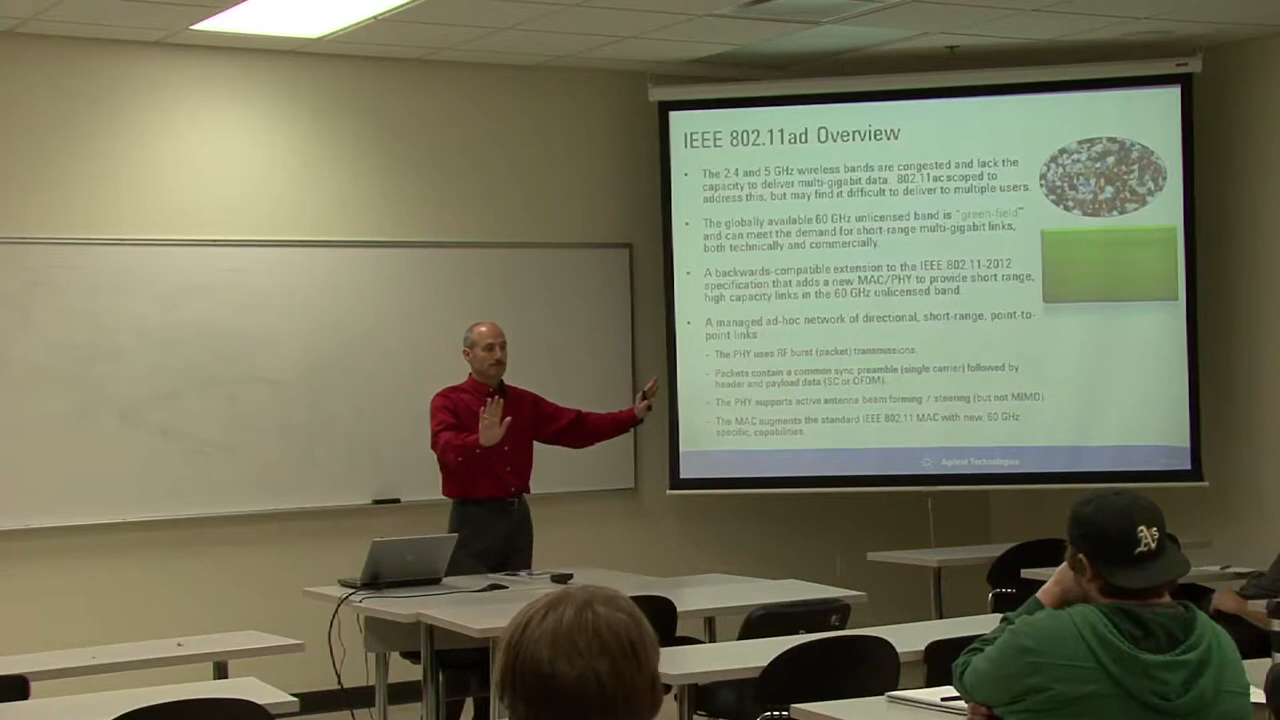 IEEE 802.11ad Overview
• The 2.4 and 5 GHz wireless bands are congested and lack the
capacity to deliver multi-gigabit data. 802.11ac scoped to
address this, but may find it difficult to deliver to multiple users.
• The globally available 60 GHz unlicensed band is "green-field"
and can meet the demand for short-range multi-gigabit links,
both technically and commercially.
• A backwards-compatible extension to the IEEE 802.11-2012
specification that adds a new MAC/PHY to provide short range,
high capacity links in the 60 GHz unlicensed band.
• A managed ad-hoc network of directional, short-range, point-to-
point links
– The PHY uses RF burst (packet) transmissions.
– Packets contain a common sync preamble (single carrier) followed by
header and payload data (SC or OFDM).
– The PHY supports active antenna beam forming / steering (but not MIMO)
– The MAC augments the standard IEEE 802.11 MAC with new, 60 GHz
specific, capabilities.
Agilent Technologies
A's